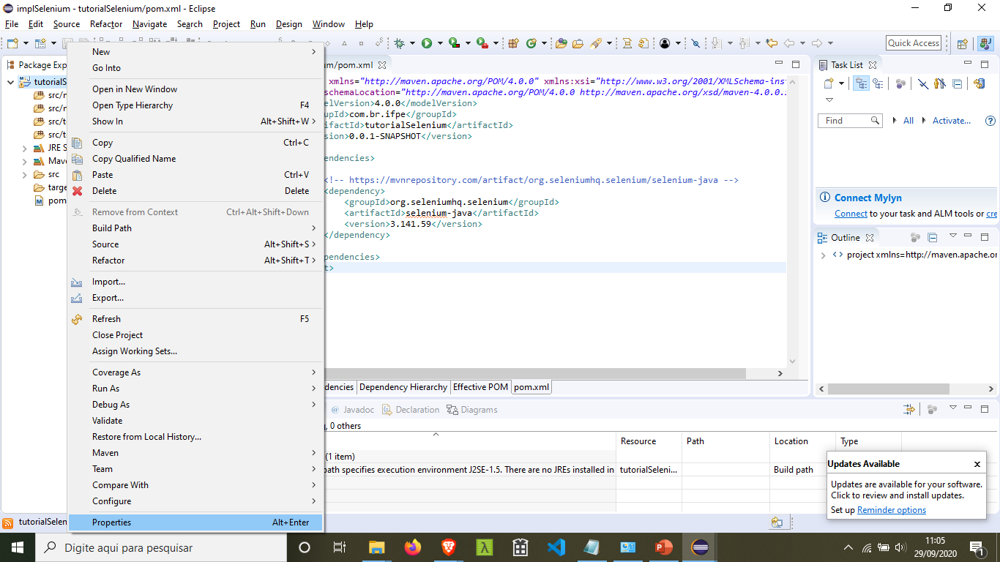 implSelenium - tutorialSelenium/pom.xml - Eclipse
File Edit Source Refactor Navigate Search Project Run Design Window Help
Quick Access
Package Exp
tutorialS
src/
src/
src/t
src/t
JRE S
Mav
src
targe
pom
New
Go Into
Open in New Window
Open Type Hierarchy F4
Show In Alt+Shift+W
Copy Ctrl+C
Copy Qualified Name
Paste Ctrl+V
Delete Delete
Remove from Context Ctrl+Alt+Shift+Down
Build Path
Source Alt+Shift+S
Refactor Alt+Shift+T
Import...
Export...
Refresh F5
Close Project
Assign Working Sets...
Coverage As
Run As
Debug As
Validate
Restore from Local History...
Maven
Team
Compare With
Configure
Properties Alt+Enter
m/pom.xml
xmlns="http://maven.apache.org/POM/4.0.0" xmlns:xsi="http://www.w3.org/2001/XMLSchema-ins
schemaLocation="http://maven.apache.org/POM/4.0.0 http://maven.apache.org/xsd/maven-4.0.0.
elVersion>4.0.0</modelVersion>
upId>com.br.ifpe</groupId>
ifactId>tutorialSelenium</artifactId>
sion>0.0.1-SNAPSHOT</version>
endencies>
<!-- https://mvnrepository.com/artifact/org.seleniumhq.selenium/selenium-java -->
<dependency>
<groupId>org.seleniumhq.selenium</groupId>
<artifactId>selenium-java</artifactId>
<version>3.141.59</version>
</dependency>
pendencies>
t>
dencies Dependency Hierarchy Effective POM pom.xml
Task List
Find All Activate...
Connect Mylyn
Connect to your task and ALM tools or cre
Outline
project xmlns=http://maven.apache.or
@ Javadoc Declaration Diagrams
, 0 others
Resource Path Location Type
(1 item)
path specifies execution environment J2SE-1.5. There are no JREs installed in tutorialSeleni... Build path
Updates Available
Updates are available for your software.
Click to review and install updates.
Set up Reminder options
tutorialSelen
Digite aqui para pesquisar
11:05
29/09/2020
1